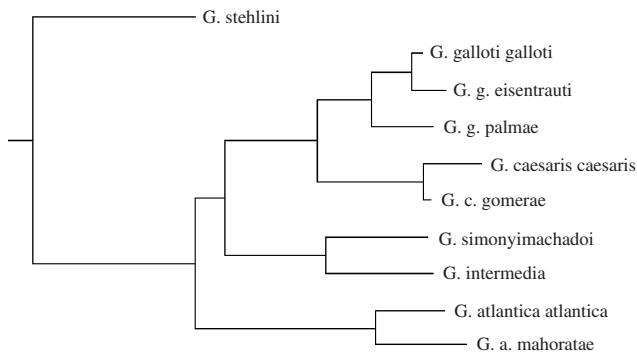 G. stehlini
G. galloti galloti
G. g. eisentrauti
G. g. palmae
G. caesaris caesaris
G. c. gomerae
G. simonyimachadoi
G. intermedia
G. atlantica atlantica
G. a. mahoratae